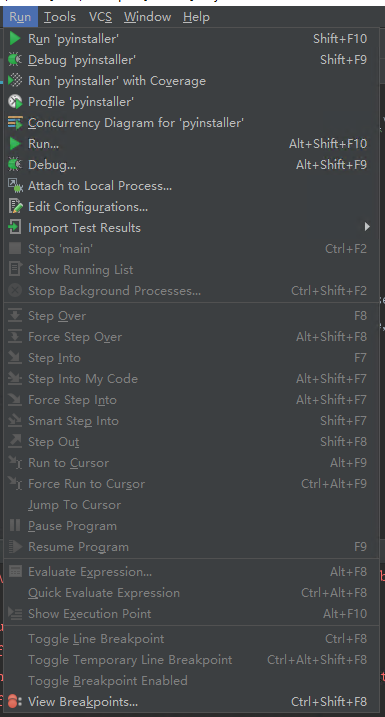 Run Tools VCS Window Help
Run 'pyinstaller' Shift+F10
Debug 'pyinstaller' Shift+F9
Run 'pyinstaller' with Coverage
Profile 'pyinstaller'
Concurrency Diagram for 'pyinstaller'
Run... Alt+Shift+F10
Debug... Alt+Shift+F9
Attach to Local Process...
Edit Configurations...
Import Test Results
Stop 'main' Ctrl+F2
Show Running List
Stop Background Processes... Ctrl+Shift+F2
Step Over F8
Force Step Over Alt+Shift+F8
Step Into F7
Step Into My Code Alt+Shift+F7
Force Step Into Alt+Shift+F7
Smart Step Into Shift+F7
Step Out Shift+F8
Run to Cursor Alt+F9
Force Run to Cursor Ctrl+Alt+F9
Jump To Cursor
Pause Program
Resume Program F9
Evaluate Expression... Alt+F8
Quick Evaluate Expression Ctrl+Alt+F8
Show Execution Point Alt+F10
Toggle Line Breakpoint Ctrl+F8
Toggle Temporary Line Breakpoint Ctrl+Alt+Shift+F8
Toggle Breakpoint Enabled
View Breakpoints... Ctrl+Shift+F8